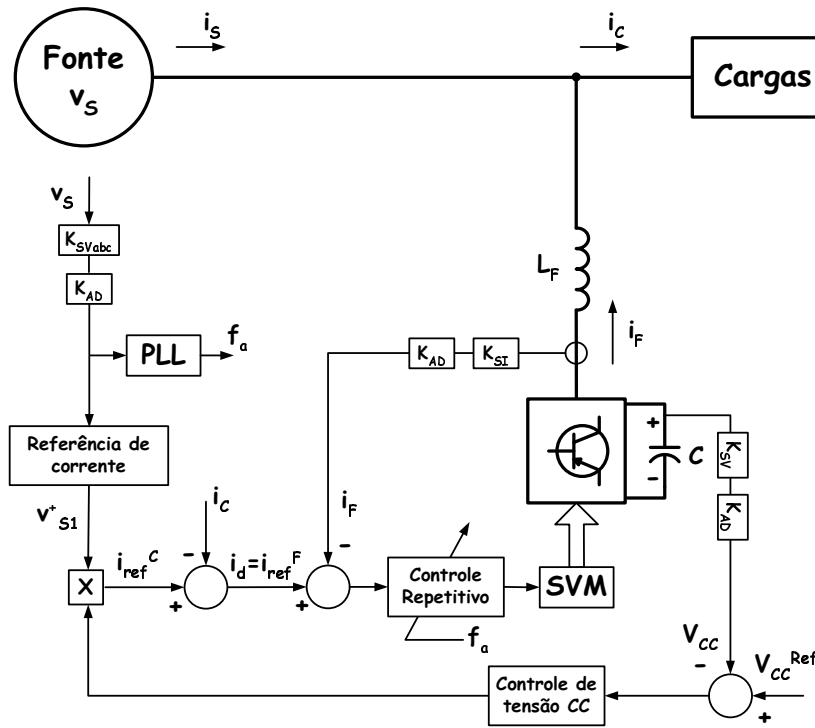 i_S
i_C
Fonte
v_S
Cargas
v_S
K_SVabc
K_AD
PLL
f_a
L_F
i_F
K_AD
K_SI
Referência de
corrente
+
-
C
K_SV
K_AD
v⁺_S1
i_C
i_F
-
-
i_ref^C
i_d=i_ref^F
X
+
+
Controle
Repetitivo
SVM
f_a
V_CC
-
V_CC^Ref
+
Controle de
tensão CC